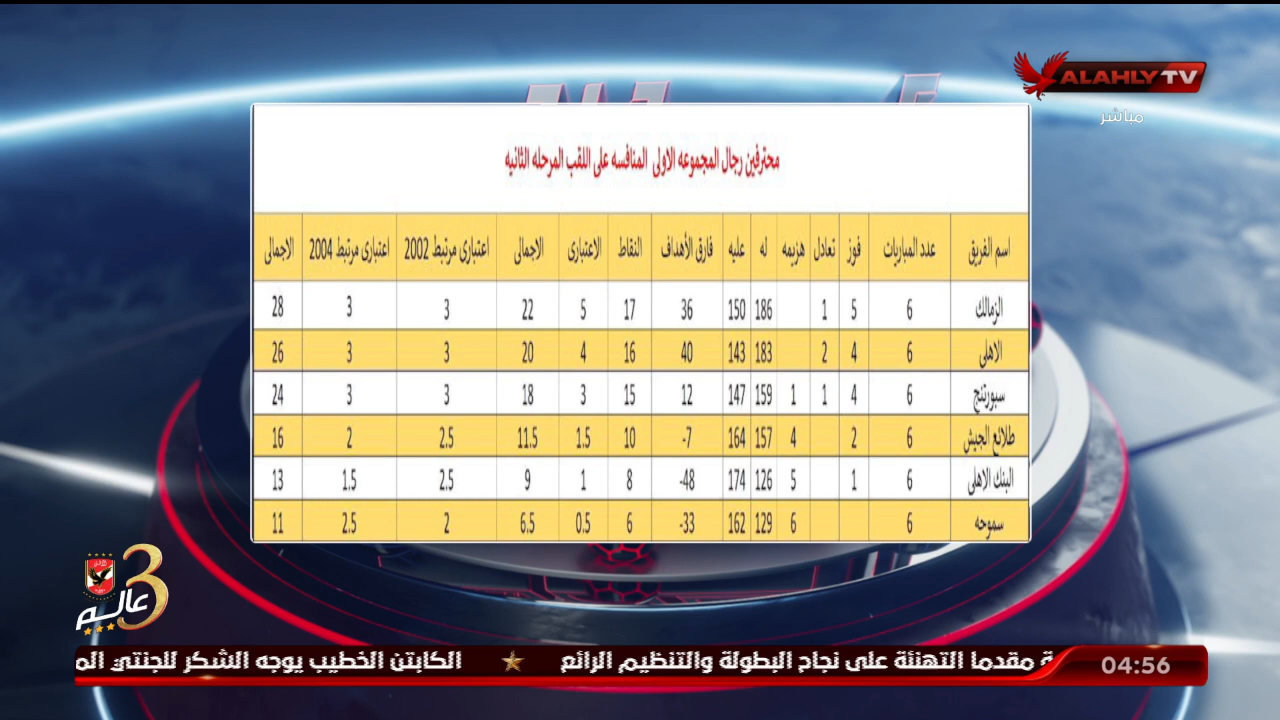 ALAHLY TV
مباشر
محترفين رجال المجموعه الاولى المنافسه على اللقب المرحله الثانيه
اسم الفريق عدد المباريات فوز تعادل هزيمه له عليه فارق الأهداف النقاط الاعتبارى الاجمالى اعتبارى مرتبط 2002 اعتبارى مرتبط 2004 الاجمالى
الزمالك 6 5 1 186 150 36 17 5 22 3 3 28
الاهلى 6 4 2 183 143 40 16 4 20 3 3 26
سبورتنج 6 4 1 1 159 147 12 15 3 18 3 3 24
طلائع الجيش 6 2 4 157 164 -7 10 1.5 11.5 2.5 2 16
البنك الاهلى 6 1 5 126 174 -48 8 1 9 2.5 1.5 13
سموحه 6 6 129 162 -33 6 0.5 6.5 2 2.5 11
3 عالم
ة مقدما التهنئة على نجاح البطولة والتنظيم الرائع ★ الكابتن الخطيب يوجه الشكر للجنتي الم
04:56